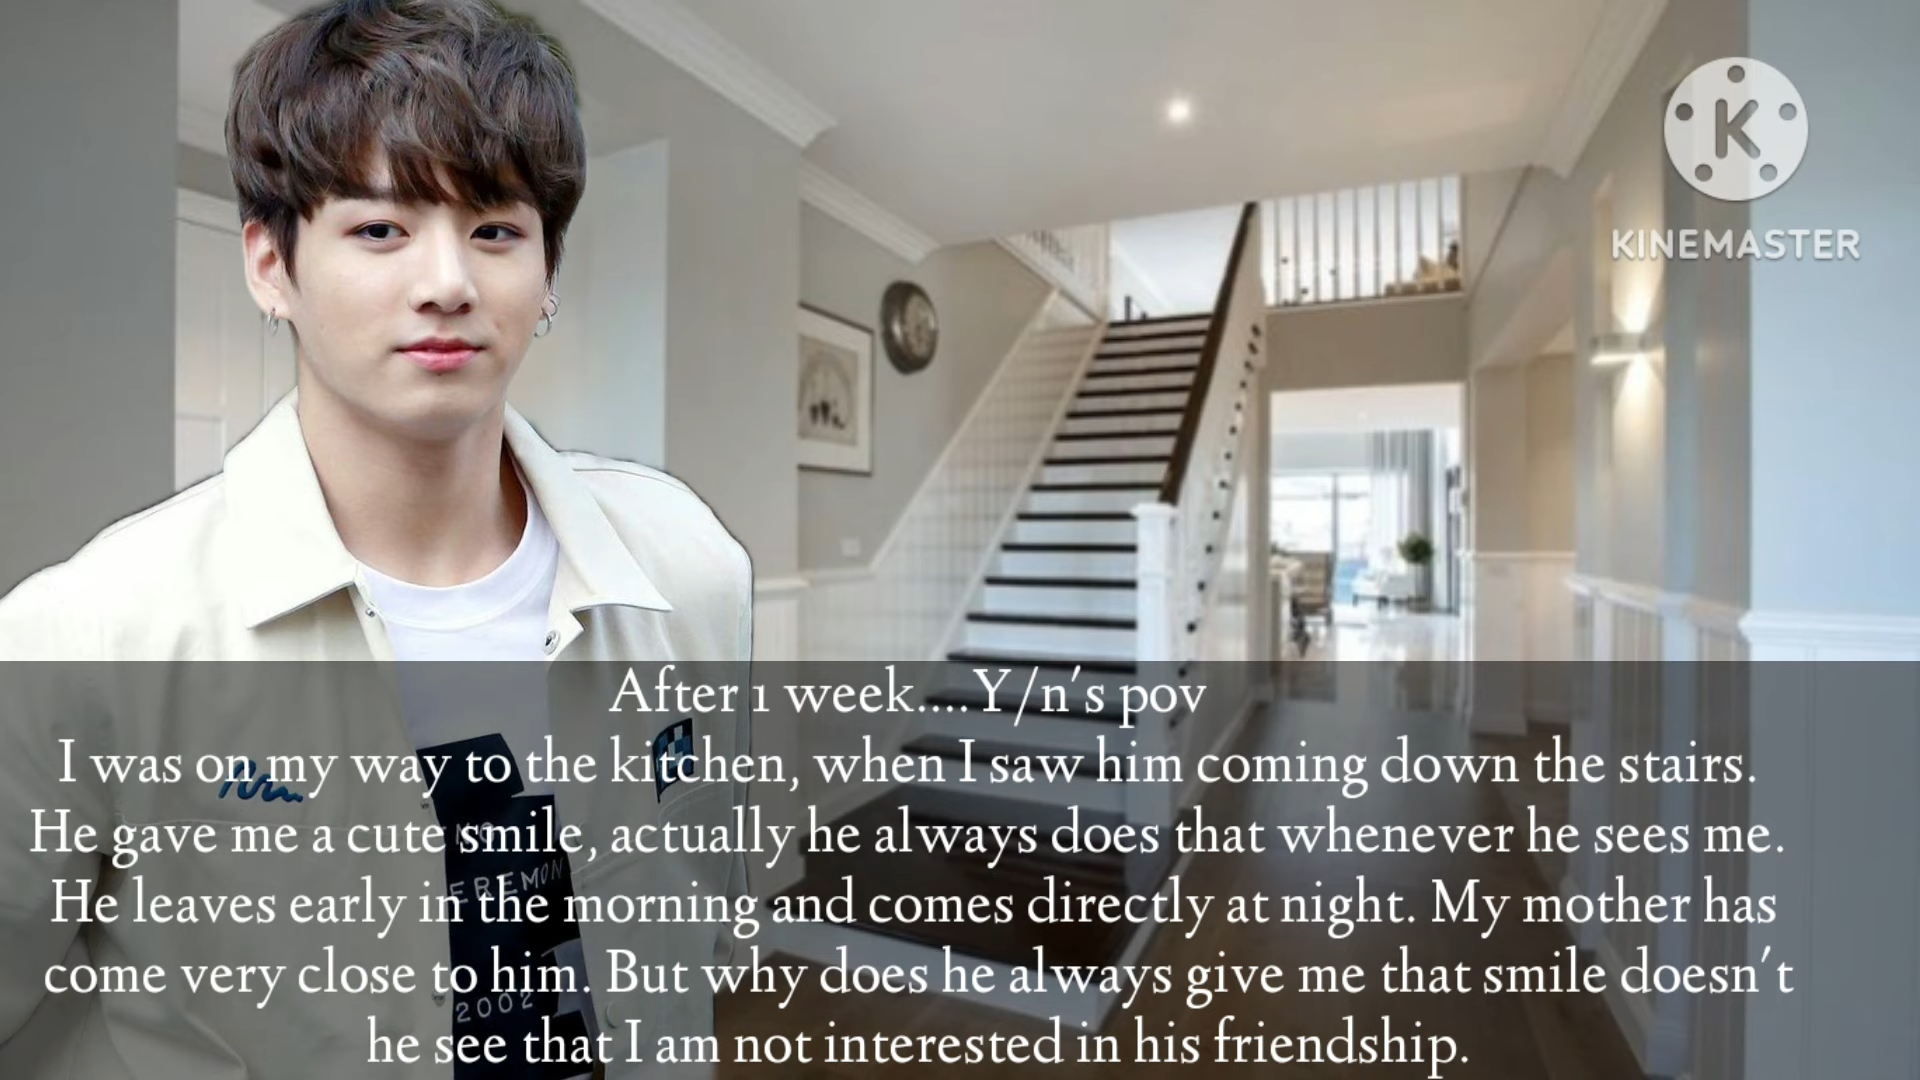 KINEMASTER
After 1 week....Y/n's pov
I was on my way to the kitchen, when I saw him coming down the stairs.
He gave me a cute smile, actually he always does that whenever he sees me.
He leaves early in the morning and comes directly at night. My mother has
come very close to him. But why does he always give me that smile doesn't
he see that I am not interested in his friendship.
2002